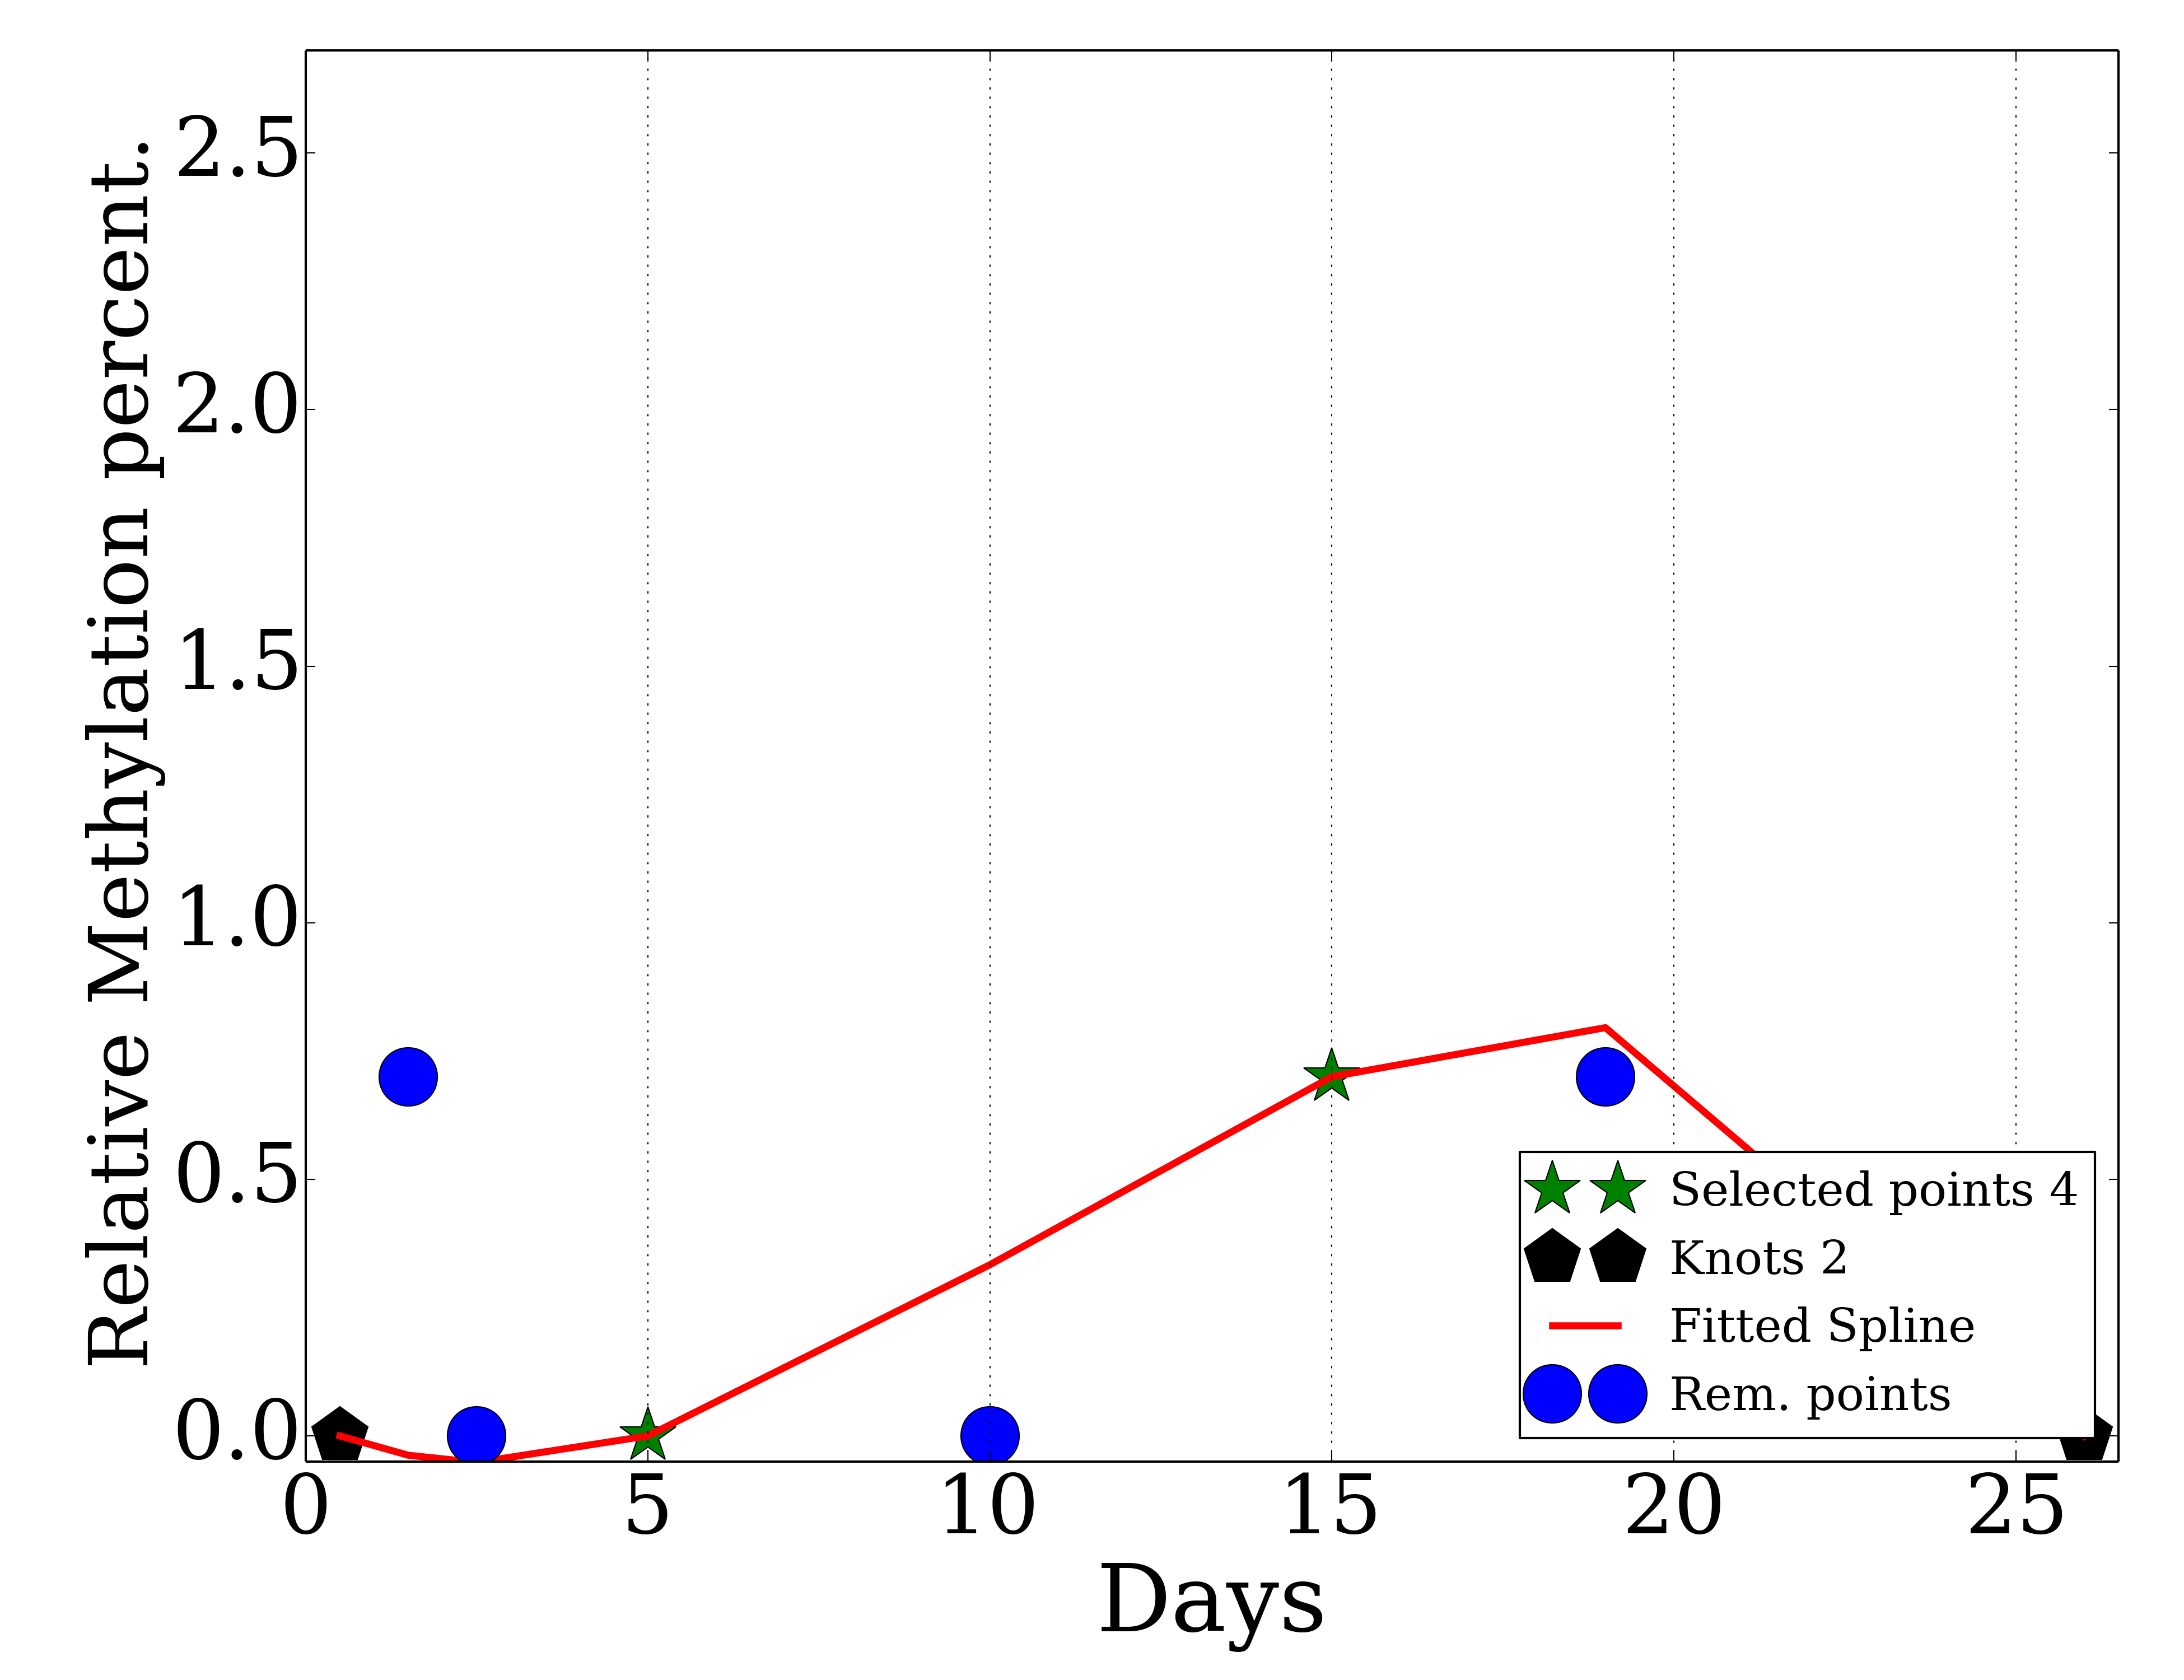 Relative Methylation percent.
2.5
2.0
1.5
1.0
0.5
0.0
0 5 10 15 20 25
Days
Selected points 4
Knots 2
Fitted Spline
Rem. points